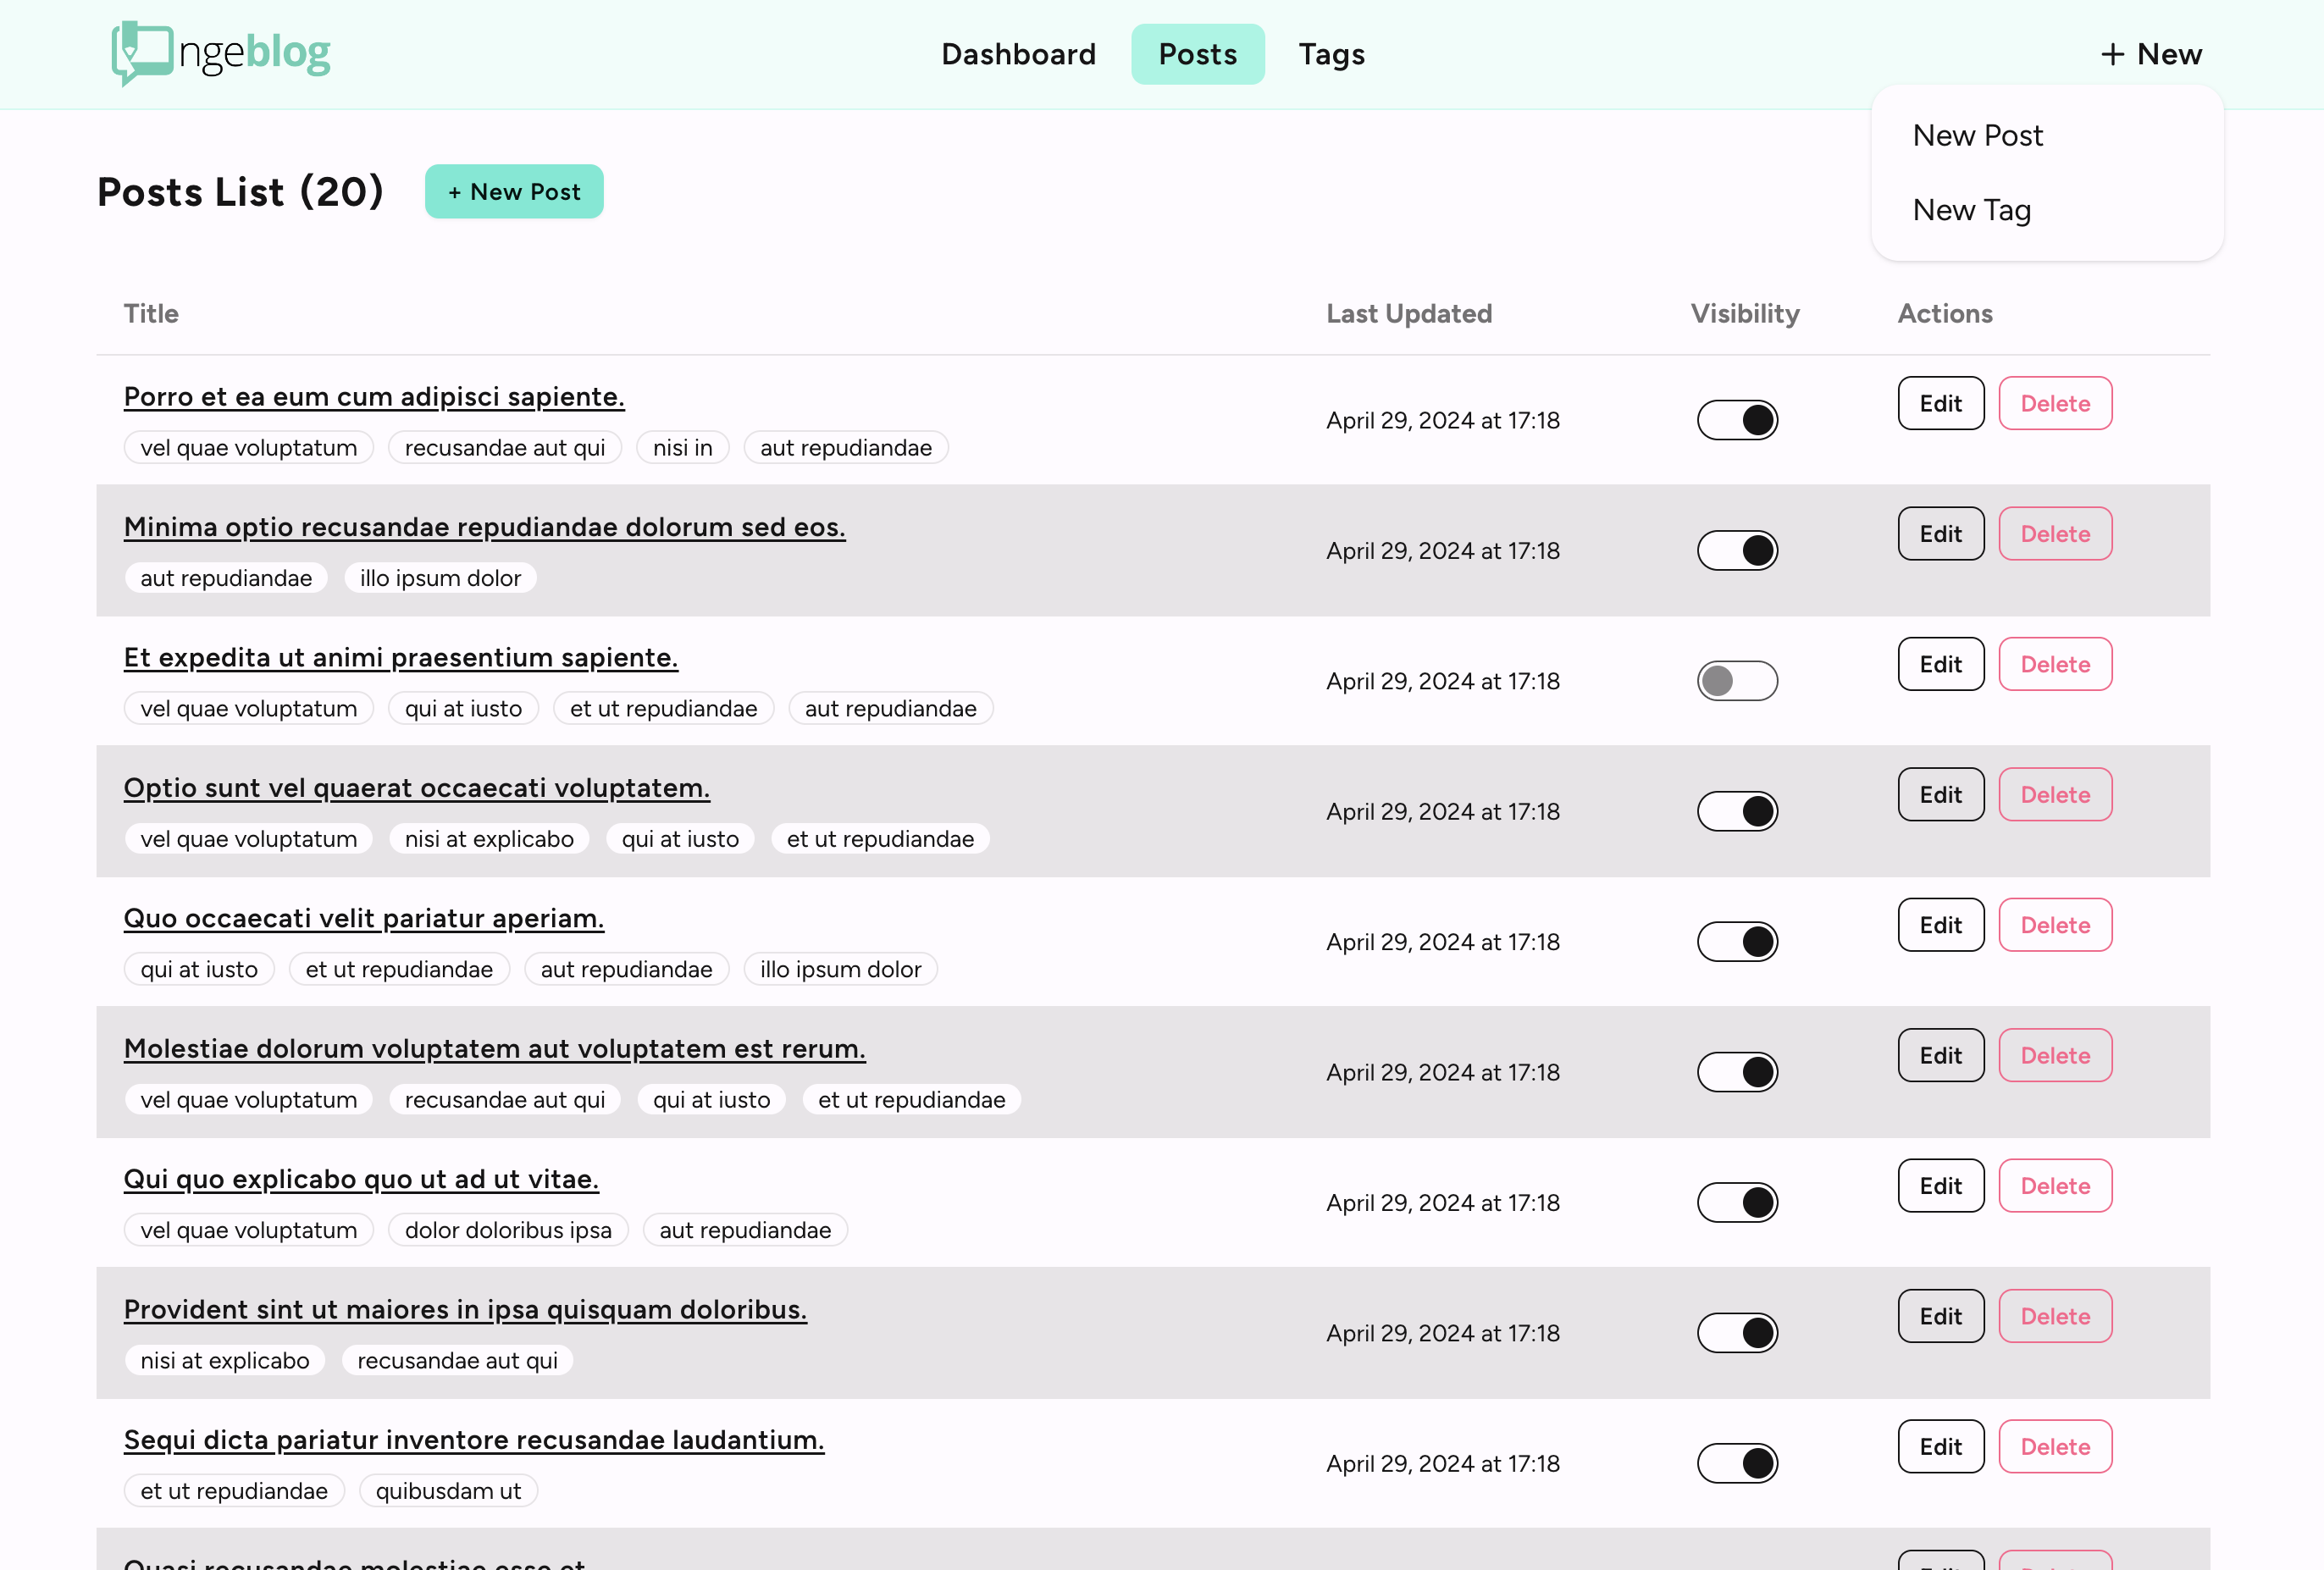 ngeblog Dashboard Posts Tags + New
New Post
New Tag
Posts List (20) + New Post
Title Last Updated Visibility Actions
Porro et ea eum cum adipisci sapiente.
vel quae voluptatum recusandae aut qui nisi in aut repudiandae
April 29, 2024 at 17:18 Edit Delete
Minima optio recusandae repudiandae dolorum sed eos.
aut repudiandae illo ipsum dolor
April 29, 2024 at 17:18 Edit Delete
Et expedita ut animi praesentium sapiente.
vel quae voluptatum qui at iusto et ut repudiandae aut repudiandae
April 29, 2024 at 17:18 Edit Delete
Optio sunt vel quaerat occaecati voluptatem.
vel quae voluptatum nisi at explicabo qui at iusto et ut repudiandae
April 29, 2024 at 17:18 Edit Delete
Quo occaecati velit pariatur aperiam.
qui at iusto et ut repudiandae aut repudiandae illo ipsum dolor
April 29, 2024 at 17:18 Edit Delete
Molestiae dolorum voluptatem aut voluptatem est rerum.
vel quae voluptatum recusandae aut qui qui at iusto et ut repudiandae
April 29, 2024 at 17:18 Edit Delete
Qui quo explicabo quo ut ad ut vitae.
vel quae voluptatum dolor doloribus ipsa aut repudiandae
April 29, 2024 at 17:18 Edit Delete
Provident sint ut maiores in ipsa quisquam doloribus.
nisi at explicabo recusandae aut qui
April 29, 2024 at 17:18 Edit Delete
Sequi dicta pariatur inventore recusandae laudantium.
et ut repudiandae quibusdam ut
April 29, 2024 at 17:18 Edit Delete
Quasi recusandae molestiae esse et